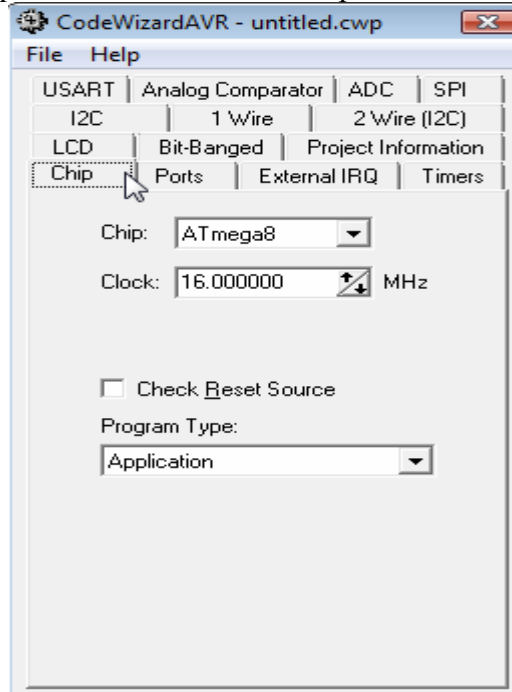 CodeWizardAVR - untitled.cwp
File Help
USART Analog Comparator ADC SPI
I2C 1 Wire 2 Wire (I2C)
LCD Bit-Banged Project Information
Chip Ports External IRQ Timers
Chip: ATmega8
Clock: 16.000000 MHz
Check Reset Source
Program Type:
Application